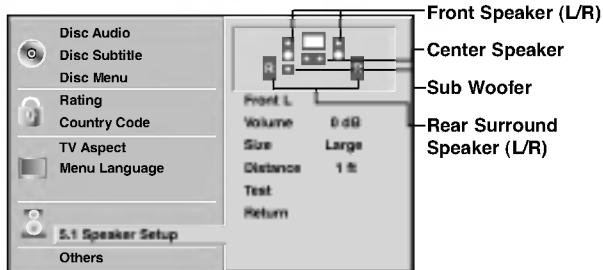 Disc Audio
Disc Subtitle
Disc Menu
Rating
Country Code
TV Aspect
Menu Language
5.1 Speaker Setup
Others
R
R
Front L
Volume 0 dB
Size Large
Distance 1 ft
Test
Return
Front Speaker (L/R)
Center Speaker
Sub Woofer
Rear Surround
Speaker (L/R)